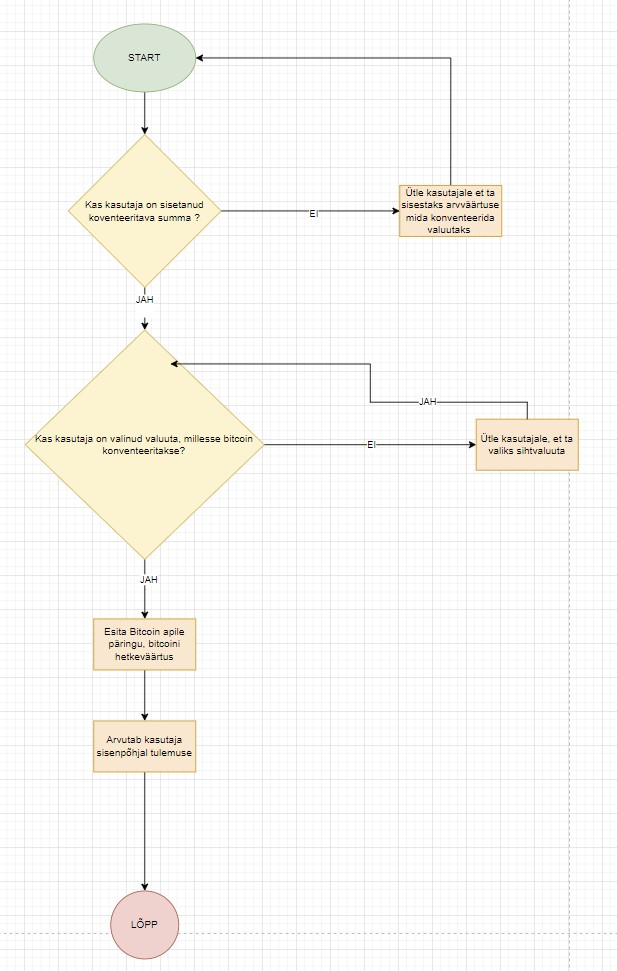 START
Kas kasutaja on sisetanud
koventeeritava summa ?
EI
Ütle kasutajale et ta
sisestaks arvväärtuse
mida konventeerida
valuutaks
JAH
Kas kasutaja on valinud valuuta, millesse bitcoin
konventeeritakse?
JAH
EI
Ütle kasutajale, et ta
valiks sihtvaluuta
JAH
Esita Bitcoin apile
päringu, bitcoini
hetkeväärtus
Arvutab kasutaja
sisenpõhjal tulemuse
LÕPP